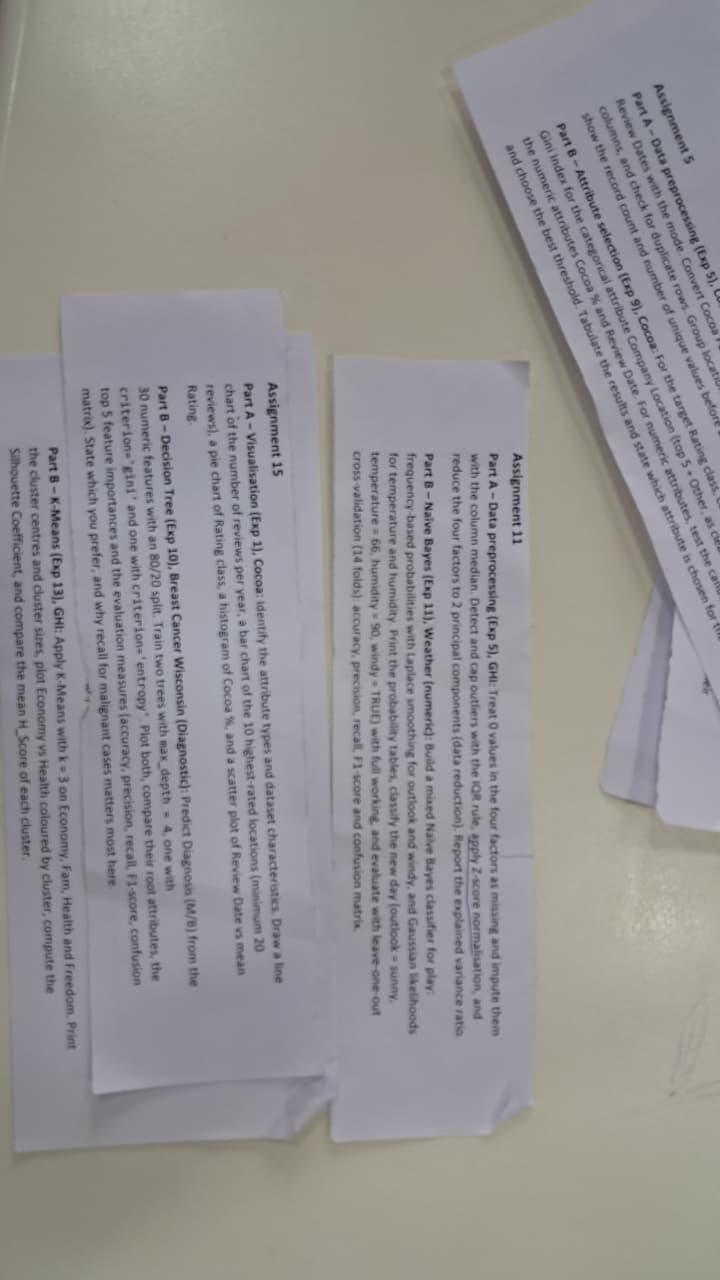 Assignment 5
Part A – Data preprocessing (Exp 5),
Review Dates with the mode. Convert Cocoa
columns, and check for duplicate rows. Group
show the record count and number of unique values before
Part B – Attribute selection (Exp 9), Cocoa: For the target Rating class,
Gini Index for the categorical attribute Company Location (top 5 + Other, as
the numeric attributes Cocoa % and Review Date. For numeric attributes, test the
and choose the best threshold. Tabulate the results and state which attribute is chosen for
Assignment 11
Part A – Data preprocessing (Exp 5), GHI: Treat 0 values in the four factors as missing and impute them
with the column median. Detect and cap outliers with the IQR rule, apply Z-score normalisation, and
reduce the four factors to 2 principal components (data reduction). Report the explained variance ratio.
Part B – Naïve Bayes (Exp 11), Weather (numeric): Build a mixed Naïve Bayes classifier for play:
frequency-based probabilities with Laplace smoothing for outlook and windy, and Gaussian likelihoods
for temperature and humidity. Print the probability tables, classify the new day (outlook = sunny,
temperature = 66, humidity = 90, windy = TRUE) with full working, and evaluate with leave-one-out
cross-validation (14 folds): accuracy, precision, recall, F1-score and confusion matrix.
Assignment 15
Part A – Visualisation (Exp 1), Cocoa: Identify the attribute types and dataset characteristics. Draw a line
chart of the number of reviews per year, a bar chart of the 10 highest-rated locations (minimum 20
reviews), a pie chart of Rating class, a histogram of Cocoa %, and a scatter plot of Review Date vs mean
Rating.
Part B – Decision Tree (Exp 10), Breast Cancer Wisconsin (Diagnostic): Predict Diagnosis (M/B) from the
30 numeric features with an 80/20 split. Train two trees with max_depth = 4, one with
criterion='gini' and one with criterion='entropy'. Plot both, compare their root attributes, the
top 5 feature importances and the evaluation measures (accuracy, precision, recall, F1-score, confusion
matrix). State which you prefer, and why recall for malignant cases matters most here.
Part B – K-Means (Exp 13), GHI: Apply K-Means with k = 3 on Economy, Fam, Health and Freedom. Print
the cluster centres and cluster sizes, plot Economy vs Health coloured by cluster, compute the
Silhouette Coefficient, and compare the mean H_Score of each cluster.